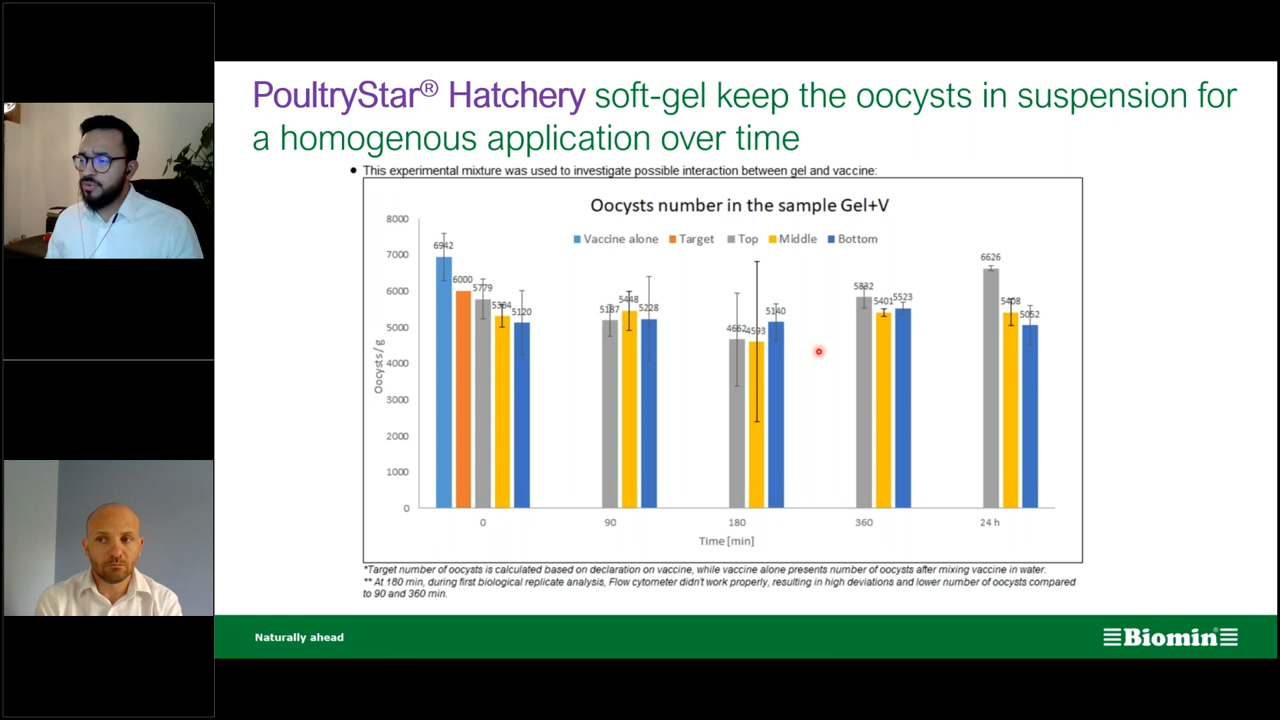 PoultryStar® Hatchery soft-gel keep the oocysts in suspension for
a homogenous application over time
• This experimental mixture was used to investigate possible interaction between gel and vaccine:
Oocysts number in the sample Gel+V
Vaccine alone Target Top Middle Bottom
Oocysts/g
8000
7000
6000
5000
4000
3000
2000
1000
0
6942
6000
5779
5304
5120
5187
5448
5228
4662
4593
5140
5832
5401
5523
6626
5408
5052
0 90 180 360 24 h
Time [min]
*Target number of oocysts is calculated based on declaration on vaccine, while vaccine alone presents number of oocysts after mixing vaccine in water.
** At 180 min, during first biological replicate analysis, Flow cytometer didn't work properly, resulting in high deviations and lower number of oocysts compared
to 90 and 360 min.
Naturally ahead
Biomin®